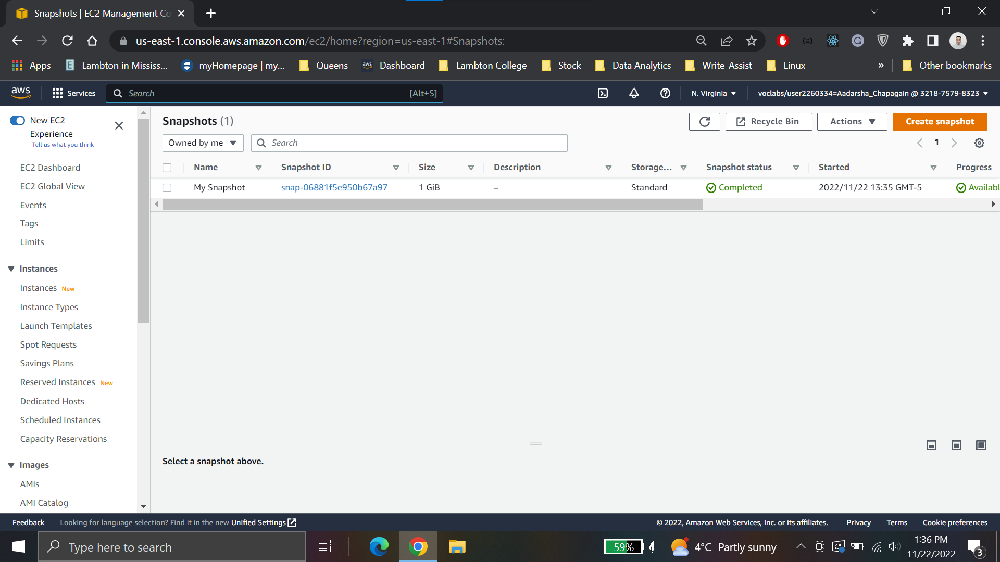 Snapshots | EC2 Management Co
us-east-1.console.aws.amazon.com/ec2/home?region=us-east-1#Snapshots:
Apps Lambton in Mississ... myHomepage | my... Queens aws Dashboard Lambton College Stock Data Analytics Write_Assist Linux » Other bookmarks
aws Services Search [Alt+S] N. Virginia voclabs/user2260334=Aadarsha_Chapagain @ 3218-7579-8323
New EC2
Experience
Tell us what you think
EC2 Dashboard
EC2 Global View
Events
Tags
Limits
Instances
Instances New
Instance Types
Launch Templates
Spot Requests
Savings Plans
Reserved Instances New
Dedicated Hosts
Scheduled Instances
Capacity Reservations
Images
AMIs
AMI Catalog
Snapshots (1) Recycle Bin Actions Create snapshot
Owned by me Search 1
Name Snapshot ID Size Description Storage... Snapshot status Started Progress
My Snapshot snap-06881f5e950b67a97 1 GiB – Standard Completed 2022/11/22 13:35 GMT-5 Availabl
Select a snapshot above.
Feedback Looking for language selection? Find it in the new Unified Settings © 2022, Amazon Web Services, Inc. or its affiliates. Privacy Terms Cookie preferences
Type here to search 59% 4°C Partly sunny 1:36 PM
11/22/2022 3